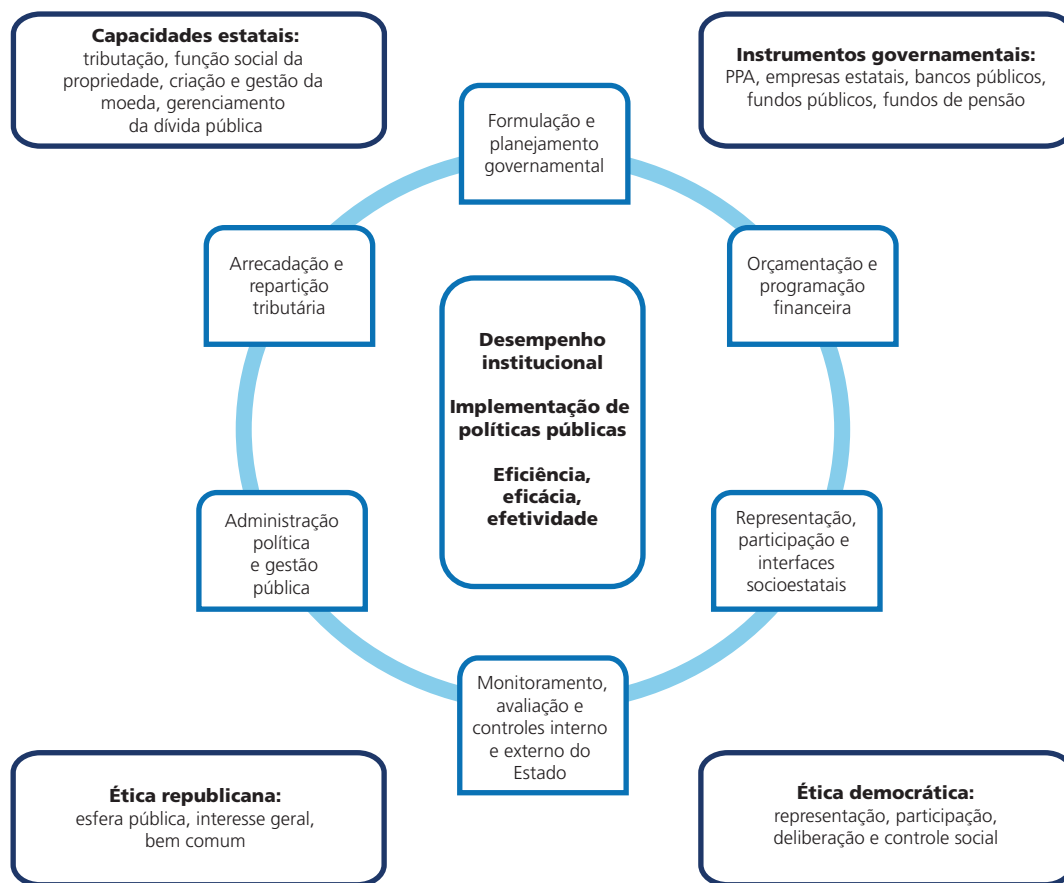 Capacidades estatais:
tributação, função social da
propriedade, criação e gestão da
moeda, gerenciamento
da dívida pública
Instrumentos governamentais:
PPA, empresas estatais, bancos públicos,
fundos públicos, fundos de pensão
Formulação e
planejamento
governamental
Arrecadação e
repartição
tributária
Orçamentação e
programação
financeira
Desempenho
institucional
Implementação de
políticas públicas
Eficiência,
eficácia,
efetividade
Administração
política
e gestão
pública
Representação,
participação e
interfaces
socioestatais
Monitoramento,
avaliação e
controles interno
e externo do
Estado
Ética republicana:
esfera pública, interesse geral,
bem comum
Ética democrática:
representação, participação,
deliberação e controle social